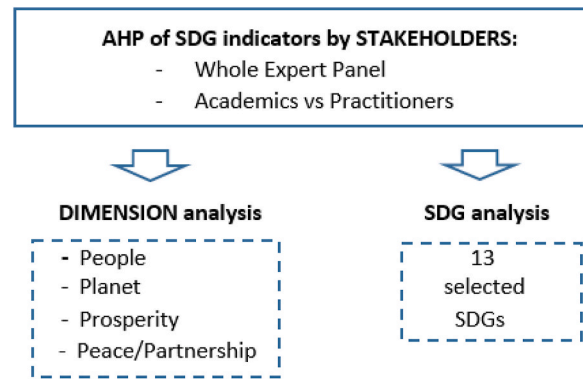 AHP of SDG indicators by STAKEHOLDERS:
- Whole Expert Panel
- Academics vs Practitioners
DIMENSION analysis
- People
- Planet
- Prosperity
- Peace/Partnership
SDG analysis
13
selected
SDGs